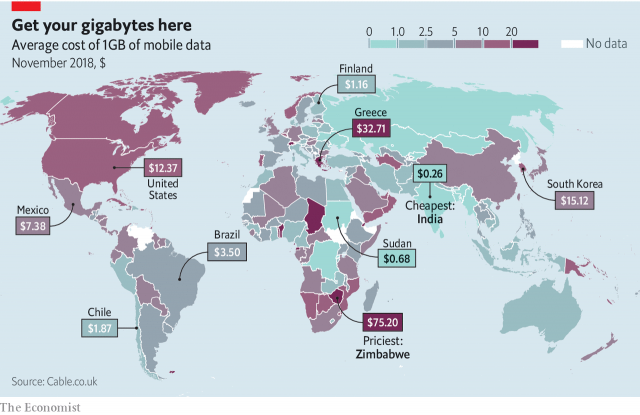 Get your gigabytes here
Average cost of 1GB of mobile data
November 2018, $
0 1.0 2.5 5 10 20
No data
Finland
$1.16
Greece
$32.71
$12.37
United
States
$0.26
Cheapest:
India
South Korea
$15.12
Mexico
$7.38
Brazil
$3.50
Sudan
$0.68
Chile
$1.87
$75.20
Priciest:
Zimbabwe
Source: Cable.co.uk
The Economist